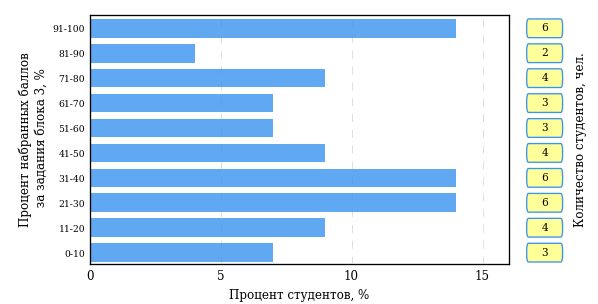 Процент набранных баллов
за задания блока 3, %
91-100 6
81-90 2
71-80 4
61-70 3
51-60 3
41-50 4
31-40 6
21-30 6
11-20 4
0-10 3
0 5 10 15
Процент студентов, %
Количество студентов, чел.